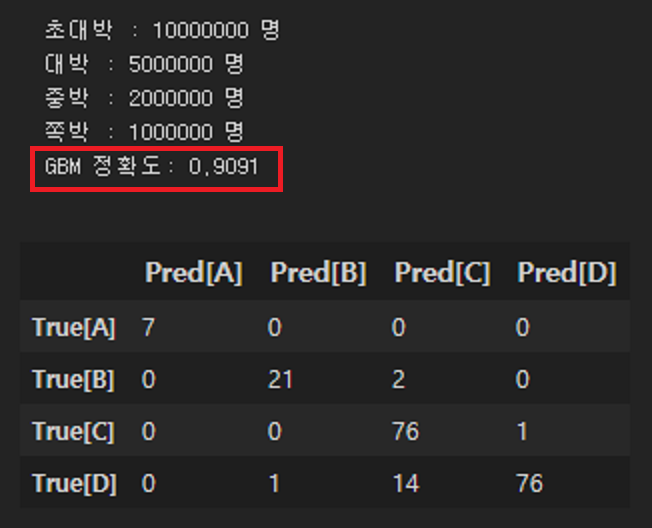 초대박 : 10000000 명
대박 : 5000000 명
중박 : 2000000 명
쪽박 : 1000000 명
GBM 정확도: 0.9091
Pred[A] Pred[B] Pred[C] Pred[D]
True[A] 7 0 0 0
True[B] 0 21 2 0
True[C] 0 0 76 1
True[D] 0 1 14 76